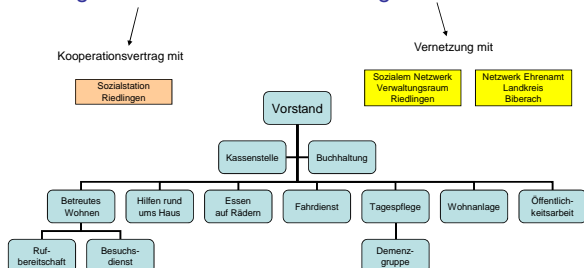 Kooperationsvertrag mit
Vernetzung mit
Sozialstation
Riedlingen
Sozialem Netzwerk
Verwaltungsraum
Riedlingen
Netzwerk Ehrenamt
Landkreis
Biberach
Vorstand
Kassenstelle
Buchhaltung
Betreutes
Wohnen
Hilfen rund
ums Haus
Essen
auf Rädern
Fahrdienst
Tagespflege
Wohnanlage
Öffentlich-
keitsarbeit
Ruf-
bereitschaft
Besuchs-
dienst
Demenz-
gruppe